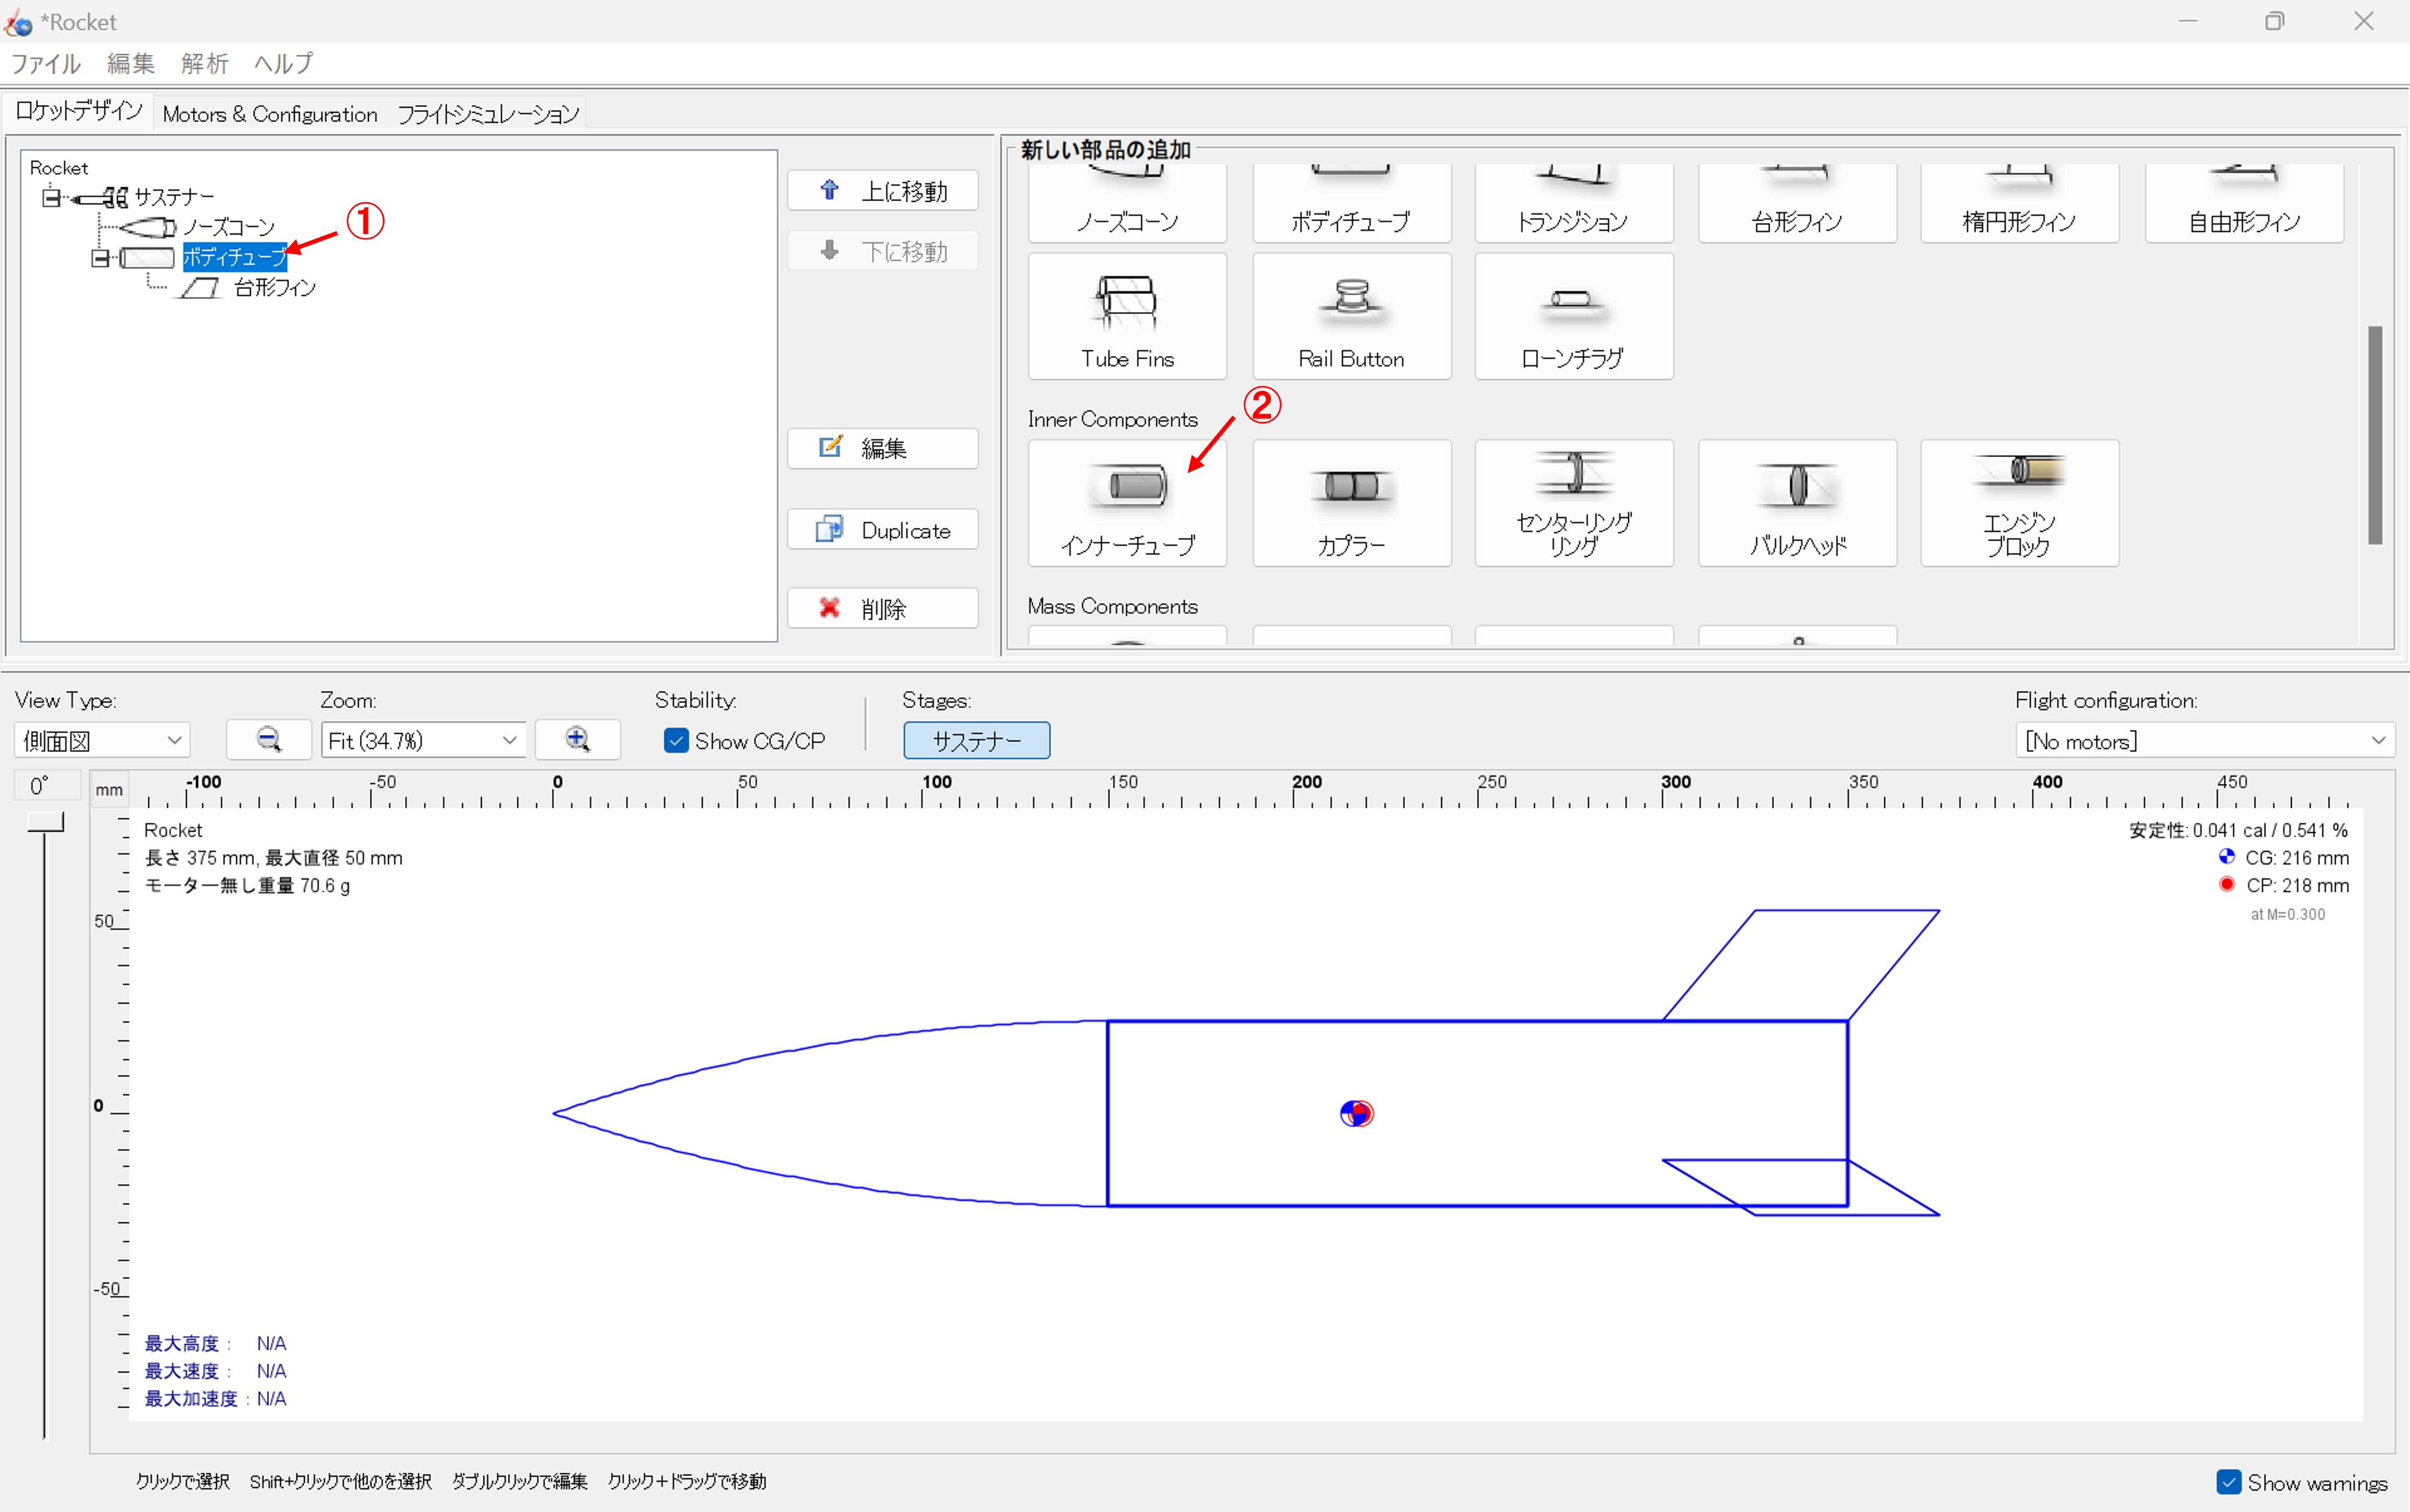 *Rocket
ファイル 編集 解析 ヘルプ
ロケットデザイン Motors & Configuration フライトシミュレーション
Rocket
サステナー
ノーズコーン
ボディチューブ
台形フィン
①
上に移動
下に移動
編集
Duplicate
削除
新しい部品の追加
ノーズコーン ボディチューブ トランジション 台形フィン 楕円形フィン 自由形フィン
Tube Fins Rail Button ローンチラグ
②
Inner Components
インナーチューブ カプラー センターリング リング バルクヘッド エンジン ブロック
Mass Components
View Type: Zoom: Stability: Stages: Flight configuration:
側面図 Fit (34.7%) Show CG/CP サステナー [No motors]
0°
mm -100 -50 0 50 100 150 200 250 300 350 400 450
Rocket
長さ 375 mm, 最大直径 50 mm
モーター無し重量 70.6 g
安定性: 0.041 cal / 0.541 %
CG: 216 mm
CP: 218 mm
at M=0.300
50
0
-50
最大高度 : N/A
最大速度 : N/A
最大加速度 : N/A
クリックで選択 Shift+クリックで他のを選択 ダブルクリックで編集 クリック+ドラッグで移動
Show warnings